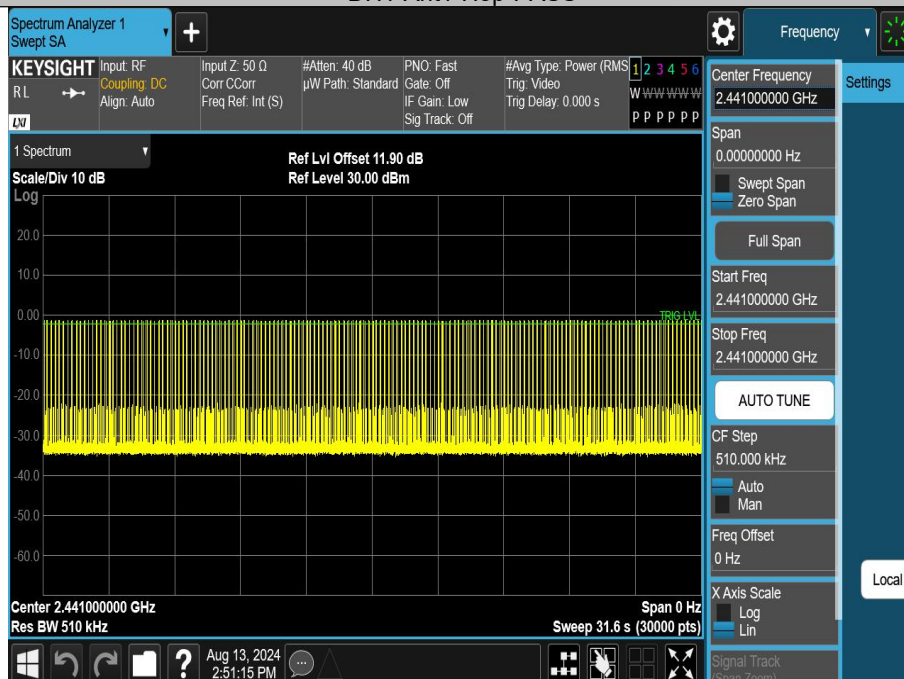 Spectrum Analyzer 1
Swept SA
+
Frequency
KEYSIGHT
RL
LXI
Input: RF
Coupling: DC
Align: Auto
Input Z: 50 Ω
Corr CCorr
Freq Ref: Int (S)
#Atten: 40 dB
µW Path: Standard
PNO: Fast
Gate: Off
IF Gain: Low
Sig Track: Off
#Avg Type: Power (RMS
Trig: Video
Trig Delay: 0.000 s
1 2 3 4 5 6
W W W W W W
P P P P P P
Center Frequency
2.441000000 GHz
Settings
Span
0.00000000 Hz
Swept Span
Zero Span
Full Span
Start Freq
2.441000000 GHz
Stop Freq
2.441000000 GHz
AUTO TUNE
CF Step
510.000 kHz
Auto
Man
Freq Offset
0 Hz
X Axis Scale
Log
Lin
Signal Track
(Span Zoom)
Local
1 Spectrum
Scale/Div 10 dB
Ref Lvl Offset 11.90 dB
Ref Level 30.00 dBm
Log
20.0
10.0
0.00
TRIG LVL
-10.0
-20.0
-30.0
-40.0
-50.0
-60.0
Center 2.441000000 GHz
Span 0 Hz
Res BW 510 kHz
Sweep 31.6 s (30000 pts)
?
Aug 13, 2024
2:51:15 PM